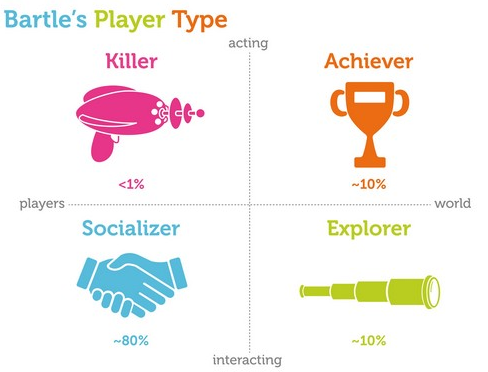 Bartle's Player Type
acting
Killer
Achiever
<1%
~10%
players
world
Socializer
Explorer
~80%
~10%
interacting